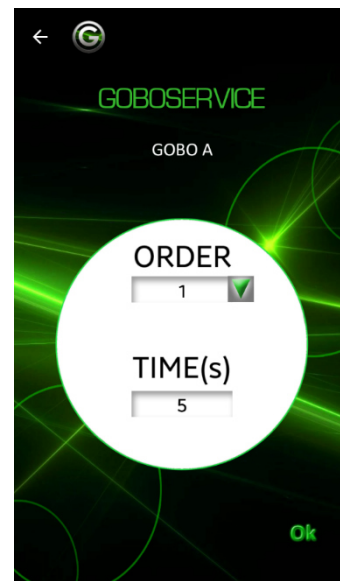 G
GOBOSERVICE
GOBO A
ORDER
1
TIME(s)
5
Ok